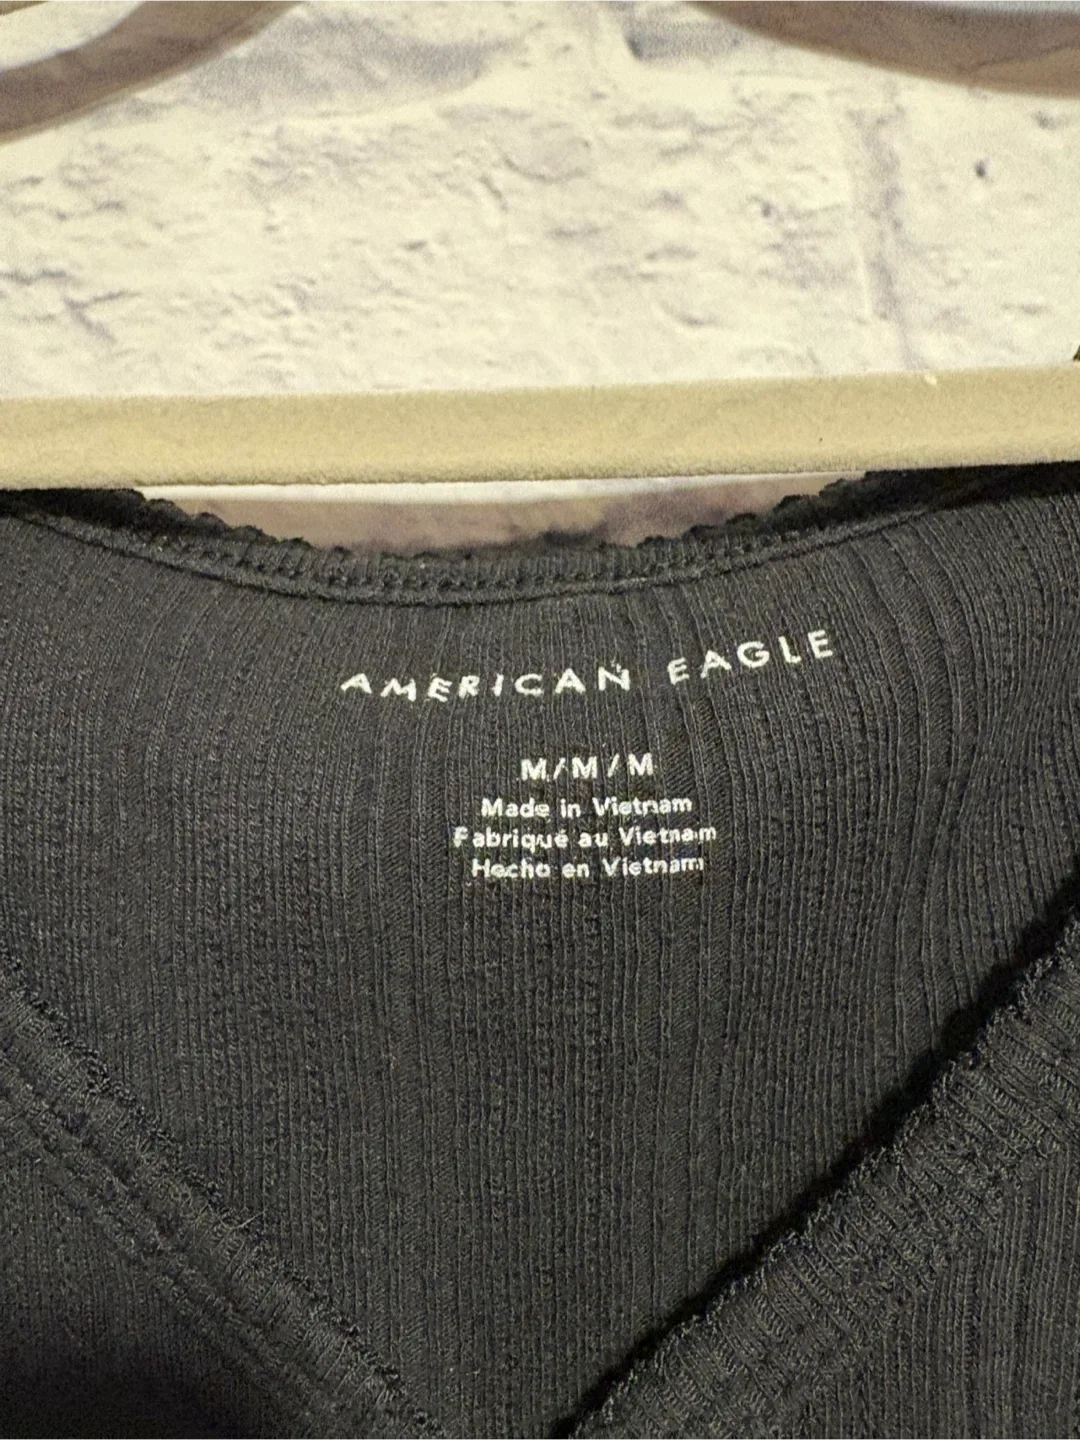 AMERICAN EAGLE
M/M/M
Made in Vietnam
Fabriqué au Vietnam
Hecho en Vietnam